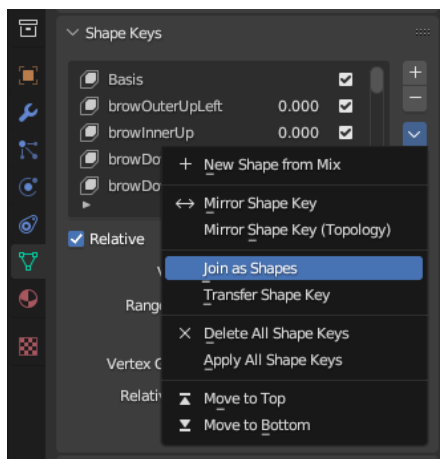 Shape Keys
Basis
browOuterUpLeft 0.000
browInnerUp 0.000
browDo
browDo
New Shape from Mix
Mirror Shape Key
Mirror Shape Key (Topology)
Join as Shapes
Transfer Shape Key
Delete All Shape Keys
Apply All Shape Keys
Move to Top
Move to Bottom
Relative
V
Rang
Vertex G
Relativ